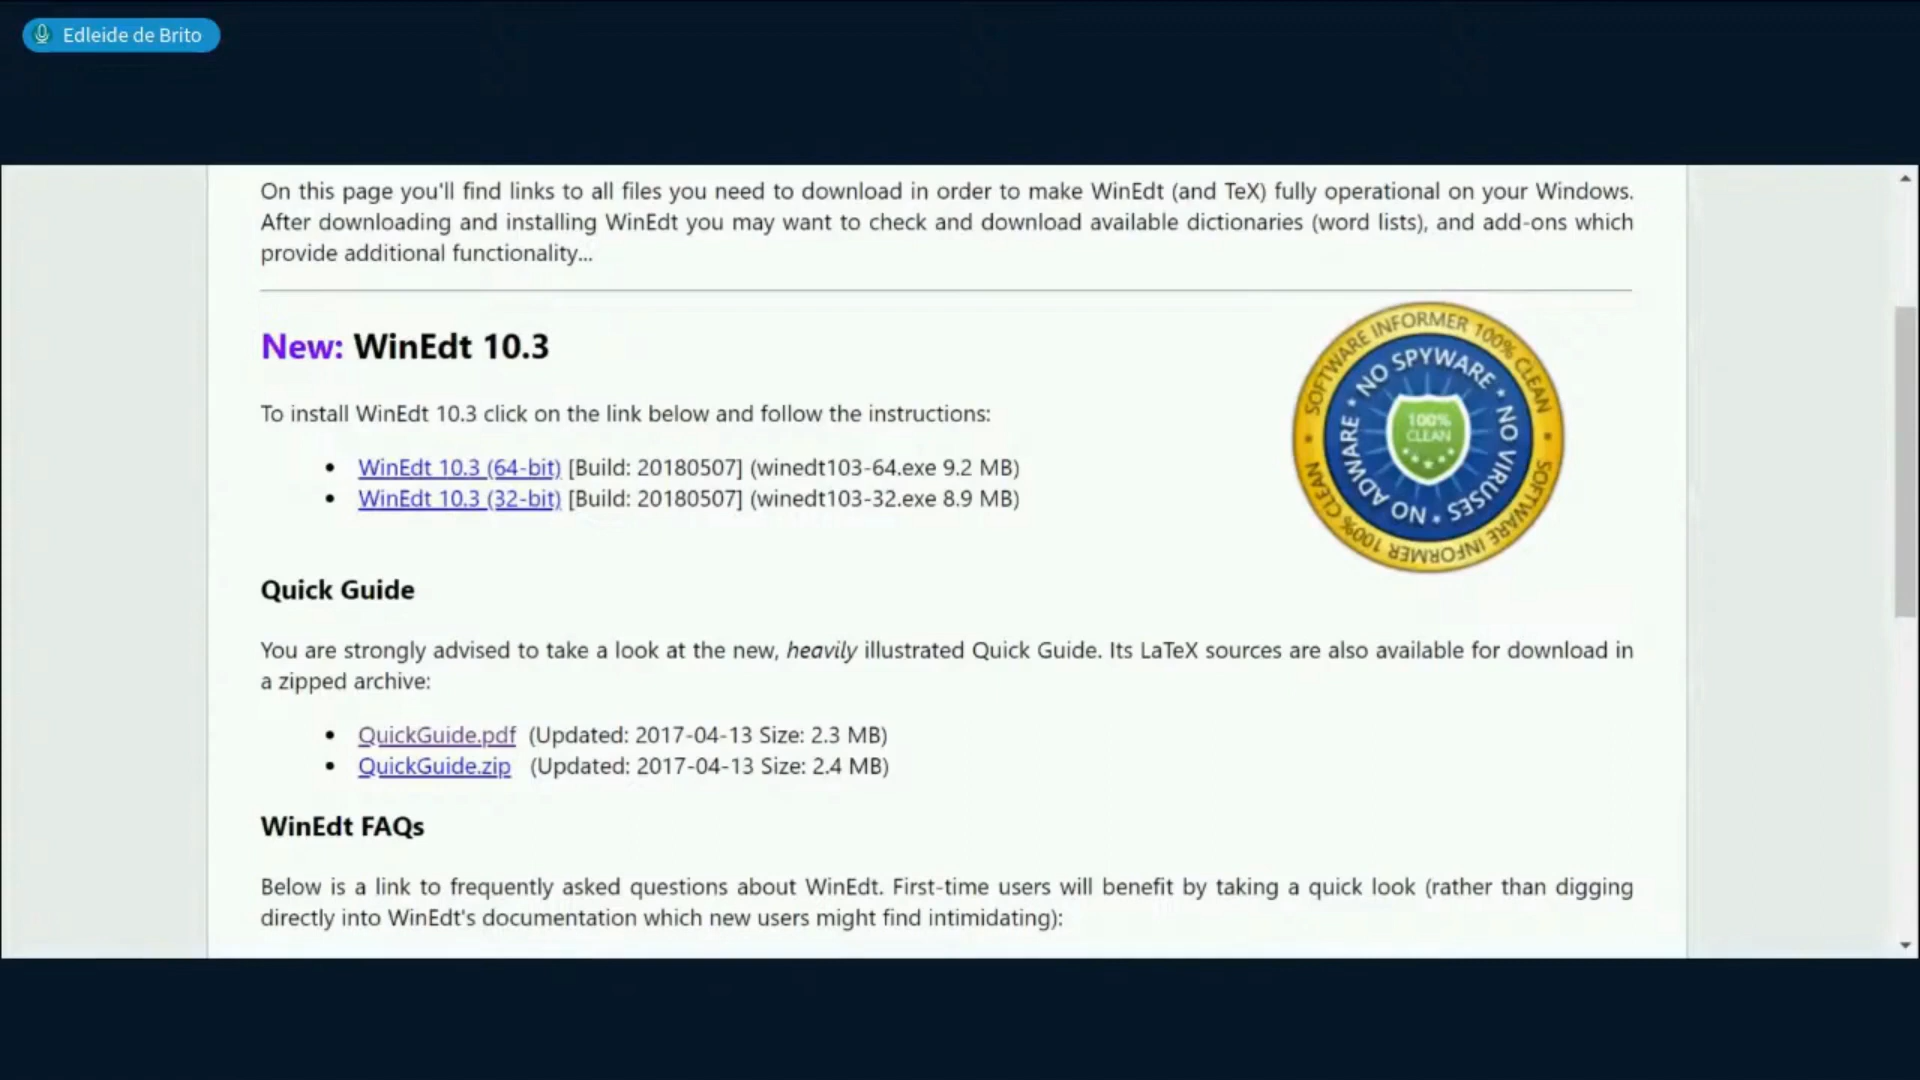 Edleide de Brito
On this page you'll find links to all files you need to download in order to make WinEdt (and TeX) fully operational on your Windows.
After downloading and installing WinEdt you may want to check and download available dictionaries (word lists), and add-ons which
provide additional functionality...
New: WinEdt 10.3
SOFTWARE INFORMER 100% CLEAN
SOFTWARE INFORMER 100% CLEAN
NO SPYWARE * NO VIRUSES * NO ADWARE *
100%
CLEAN
To install WinEdt 10.3 click on the link below and follow the instructions:
• WinEdt 10.3 (64-bit) [Build: 20180507] (winedt103-64.exe 9.2 MB)
• WinEdt 10.3 (32-bit) [Build: 20180507] (winedt103-32.exe 8.9 MB)
Quick Guide
You are strongly advised to take a look at the new, heavily illustrated Quick Guide. Its LaTeX sources are also available for download in
a zipped archive:
• QuickGuide.pdf (Updated: 2017-04-13 Size: 2.3 MB)
• QuickGuide.zip (Updated: 2017-04-13 Size: 2.4 MB)
WinEdt FAQs
Below is a link to frequently asked questions about WinEdt. First-time users will benefit by taking a quick look (rather than digging
directly into WinEdt's documentation which new users might find intimidating):